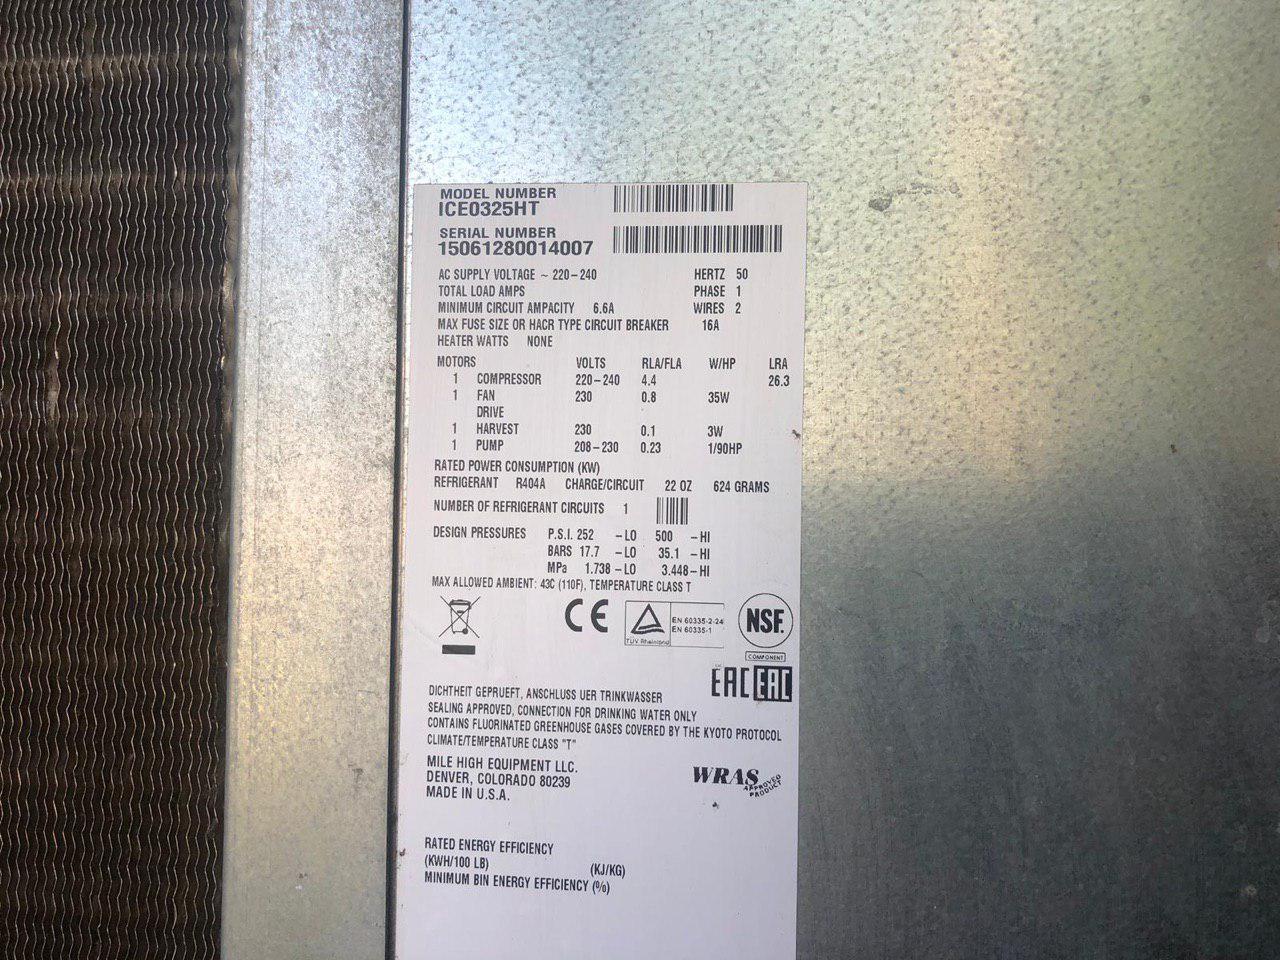 MODEL NUMBER
ICE0325HT
SERIAL NUMBER
15061280014007
AC SUPPLY VOLTAGE ~ 220-240 HERTZ 50
TOTAL LOAD AMPS PHASE 1
MINIMUM CIRCUIT AMPACITY 6.6A WIRES 2
MAX FUSE SIZE OR HACR TYPE CIRCUIT BREAKER 16A
HEATER WATTS NONE
MOTORS VOLTS RLA/FLA W/HP LRA
1 COMPRESSOR 220-240 4.4 26.3
1 FAN 230 0.8 35W
DRIVE
1 HARVEST 230 0.1 3W
1 PUMP 208-230 0.23 1/90HP
RATED POWER CONSUMPTION (KW)
REFRIGERANT R404A CHARGE/CIRCUIT 22 OZ 624 GRAMS
NUMBER OF REFRIGERANT CIRCUITS 1
DESIGN PRESSURES P.S.I. 252 -LO 500 -HI
BARS 17.7 -LO 35.1 -HI
MPa 1.738 -LO 3.448-HI
MAX ALLOWED AMBIENT: 43C (110F), TEMPERATURE CLASS T
CE
TÜV Rheinland
EN 60335-2-24
EN 60335-1
NSF.
COMPONENT
EAC EAC
DICHTHEIT GEPRUEFT, ANSCHLUSS UER TRINKWASSER
SEALING APPROVED, CONNECTION FOR DRINKING WATER ONLY
CONTAINS FLUORINATED GREENHOUSE GASES COVERED BY THE KYOTO PROTOCOL
CLIMATE/TEMPERATURE CLASS "T"
MILE HIGH EQUIPMENT LLC.
DENVER, COLORADO 80239
MADE IN U.S.A.
WRAS
APPROVED
PRODUCT
RATED ENERGY EFFICIENCY
(KWH/100 LB) (KJ/KG)
MINIMUM BIN ENERGY EFFICIENCY (%)